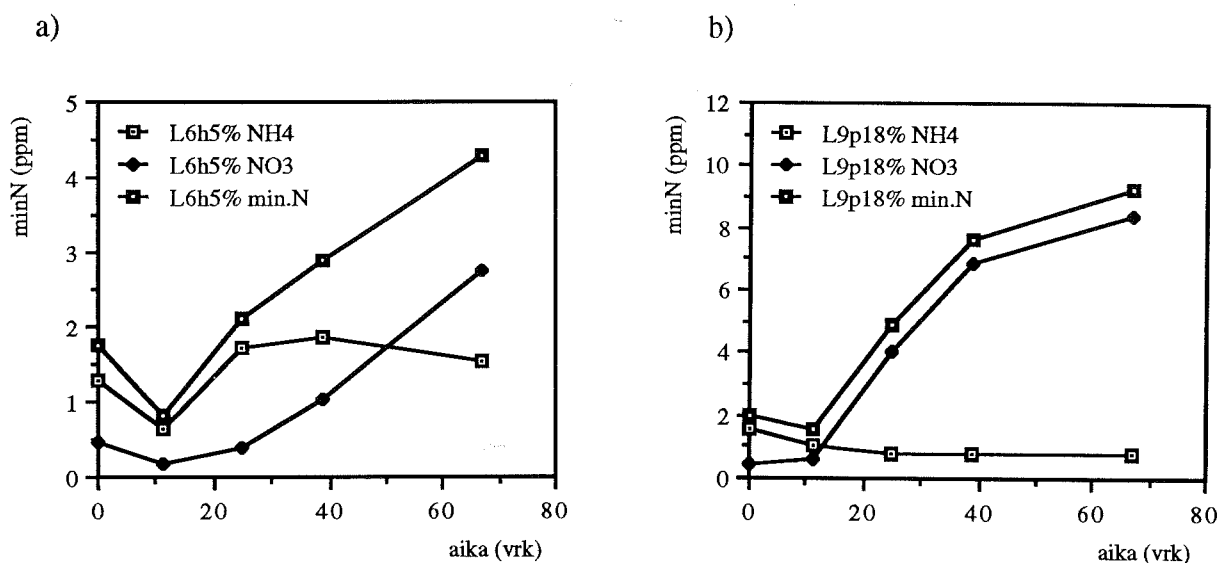 a)
minN (ppm)
5
4
3
2
1
0
L6h5% NH4
L6h5% NO3
L6h5% min.N
0 20 40 60 80
aika (vrk)
b)
minN (ppm)
12
10
8
6
4
2
0
L9p18% NH4
L9p18% NO3
L9p18% min.N
0 20 40 60 80
aika (vrk)